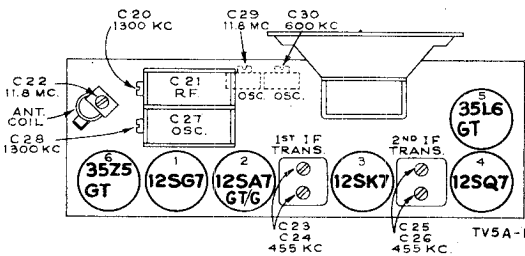 C20
1300 KC
C29
11.8 MC.
C30
600 KC
C22
11.8 MC.
ANT.
COIL
C28
1300 KC
C21
R.F.
C27
OSC.
OSC.
OSC.
5
35L6
GT
1ST IF
TRANS.
2ND IF
TRANS.
6
35Z5
GT
1
12SG7
2
12SA7
GT/G
3
12SK7
4
12SQ7
C23
C24
455 KC
C25
C26
455 KC